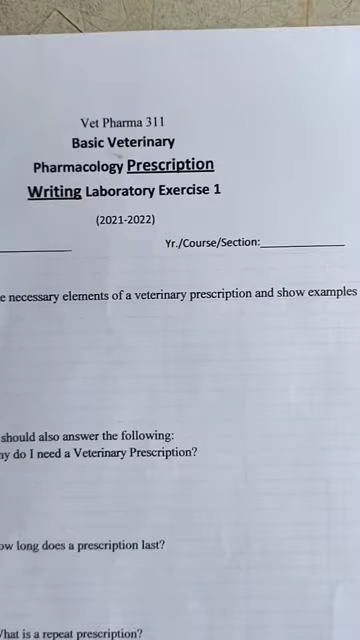 Vet Pharma 311
Basic Veterinary
Pharmacology Prescription
Writing Laboratory Exercise 1
(2021-2022)
Yr./Course/Section:
necessary elements of a veterinary prescription and show examples
should also answer the following:
do I need a Veterinary Prescription?
long does a prescription last?
is a repeat prescription?